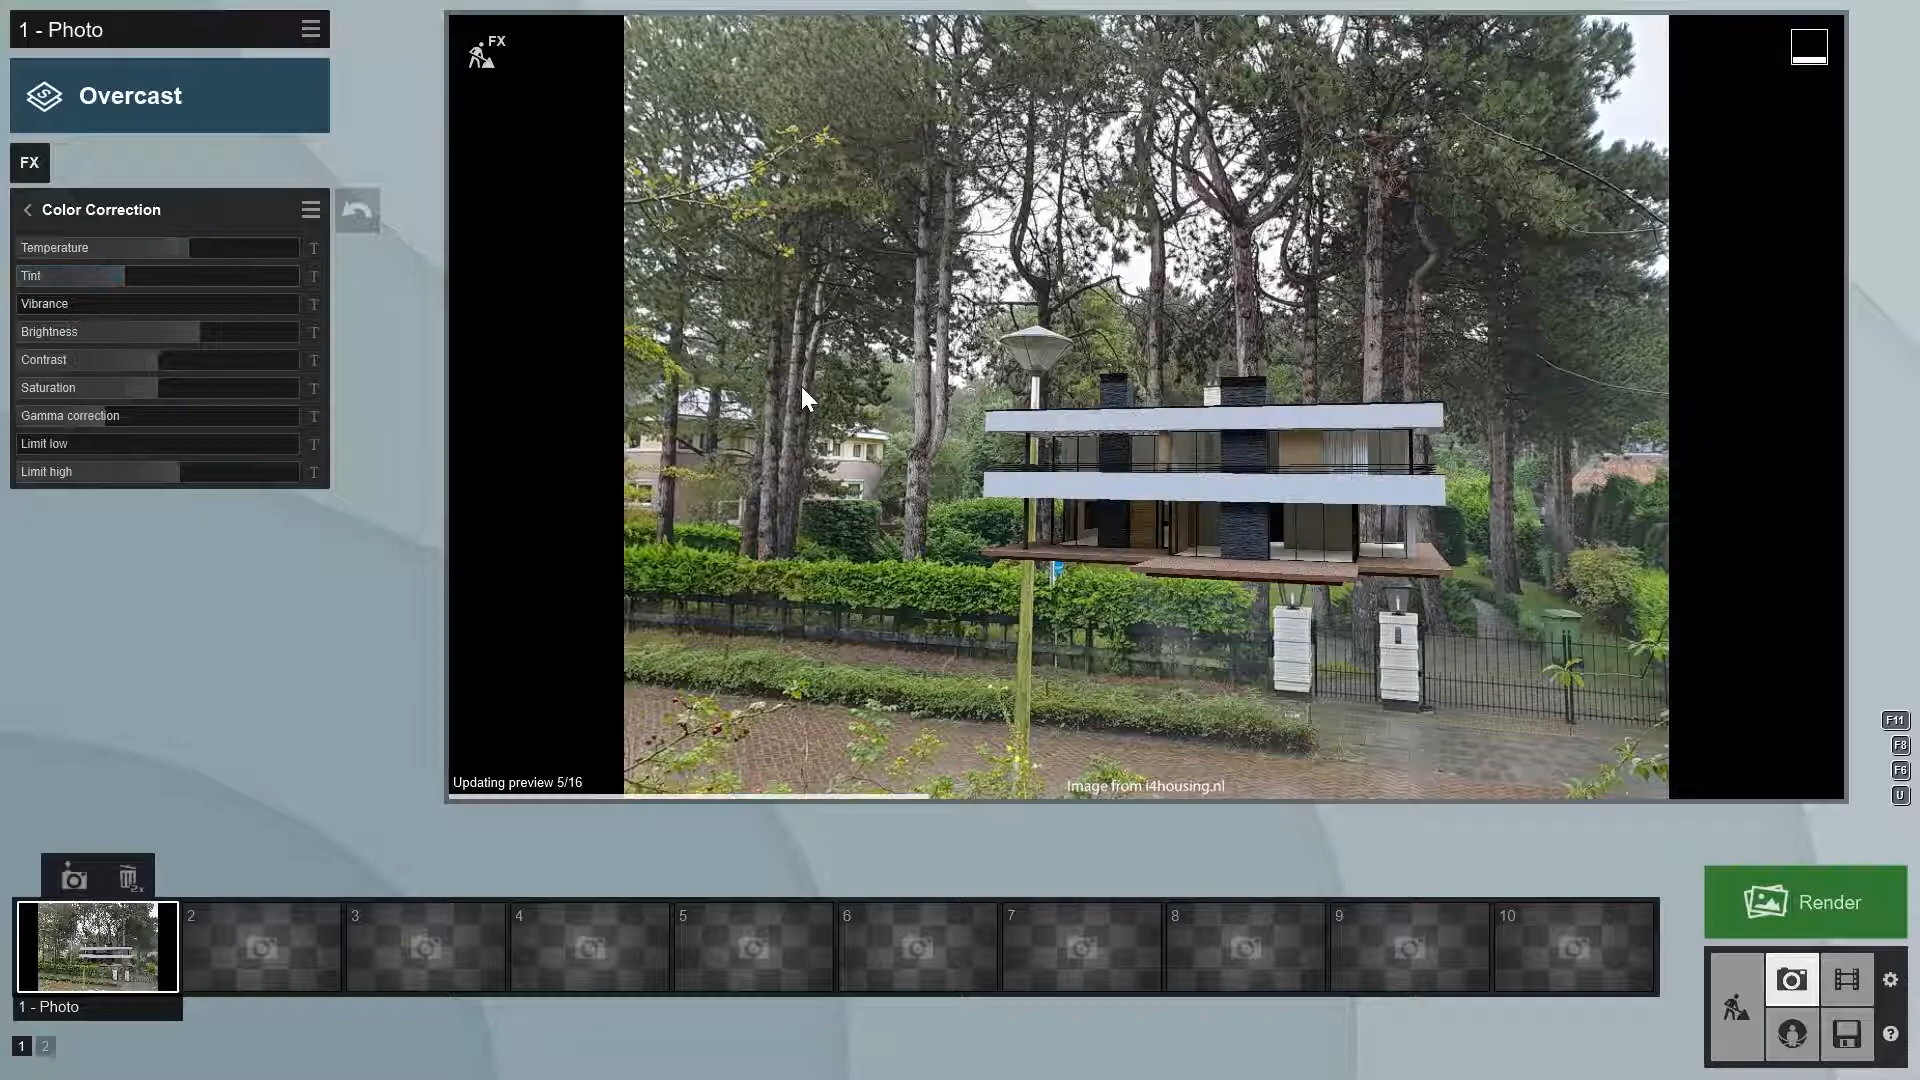 1 - Photo
Overcast
FX
Color Correction
Temperature T
Tint T
Vibrance
Brightness T
Contrast T
Saturation T
Gamma correction T
Limit low T
Limit high T
FX
Updating preview 5/16
Image from i4housing.nl
F11
F8
F6
U
2x
2
3
4
5
6
7
8
9
10
1 - Photo
1 2
Render
?